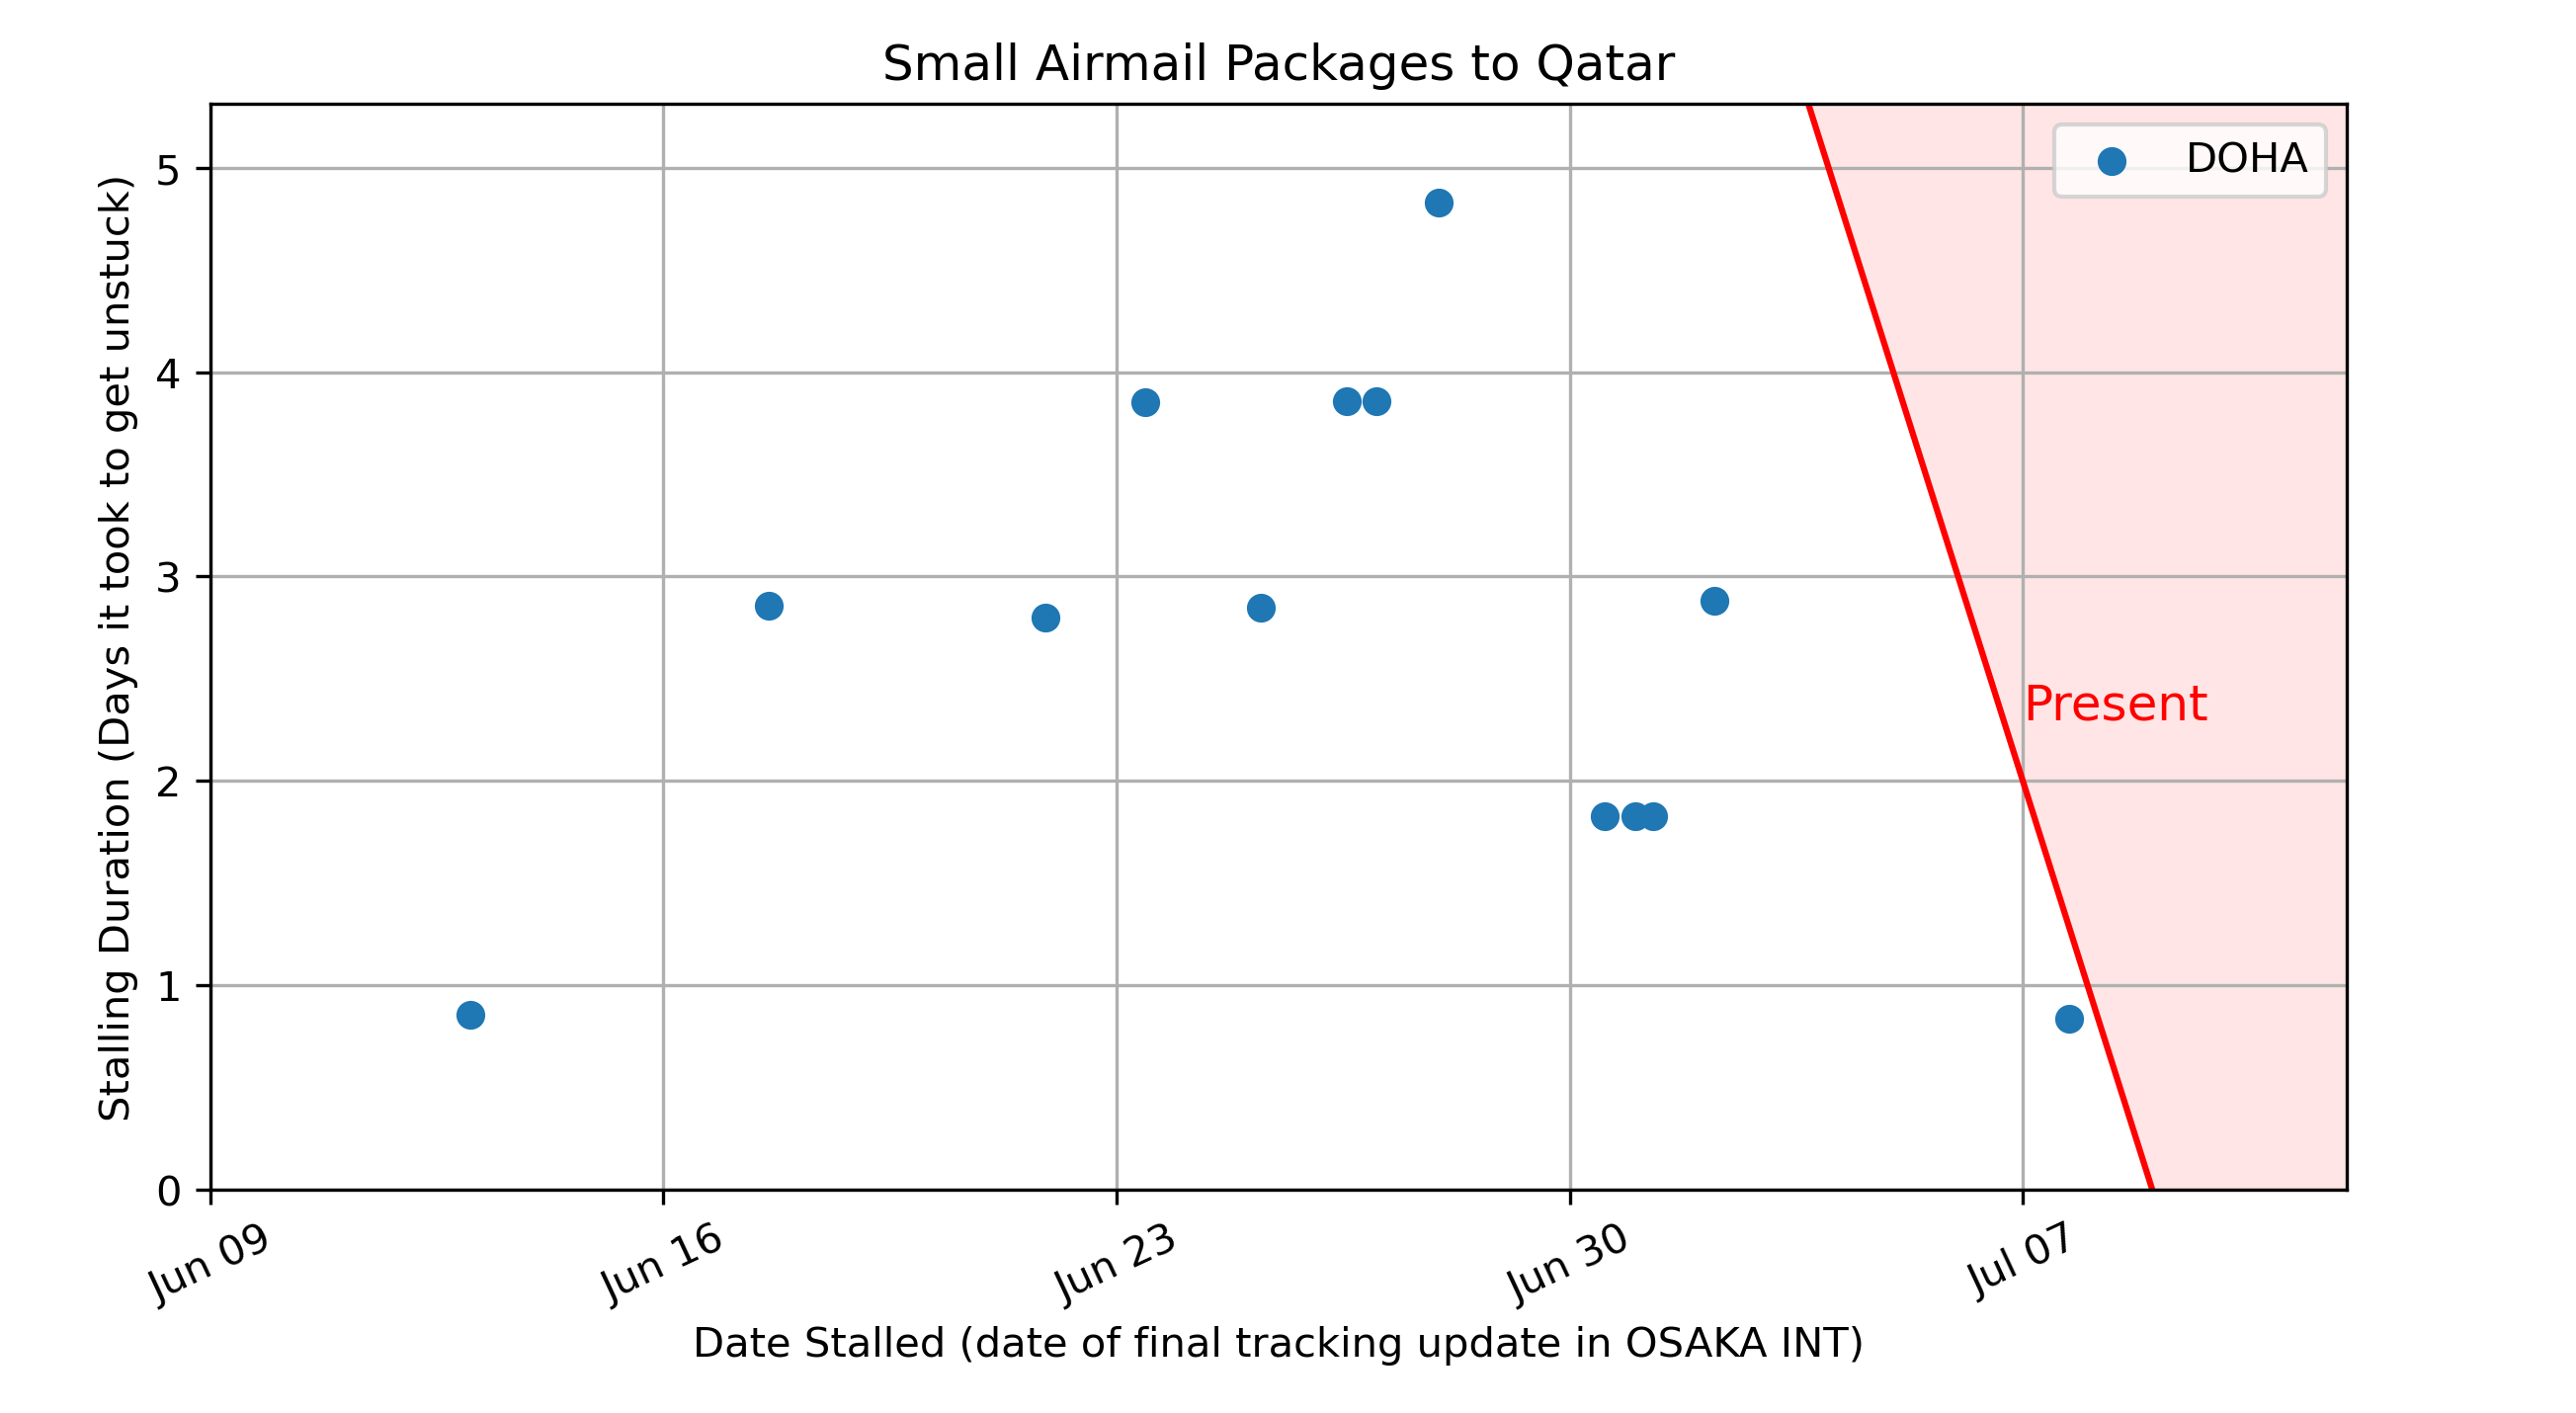 Small Airmail Packages to Qatar
DOHA
Stalling Duration (Days it took to get unstuck)
5
4
3
2
1
0
Present
Jun 09
Jun 16
Jun 23
Jun 30
Jul 07
Date Stalled (date of final tracking update in OSAKA INT)